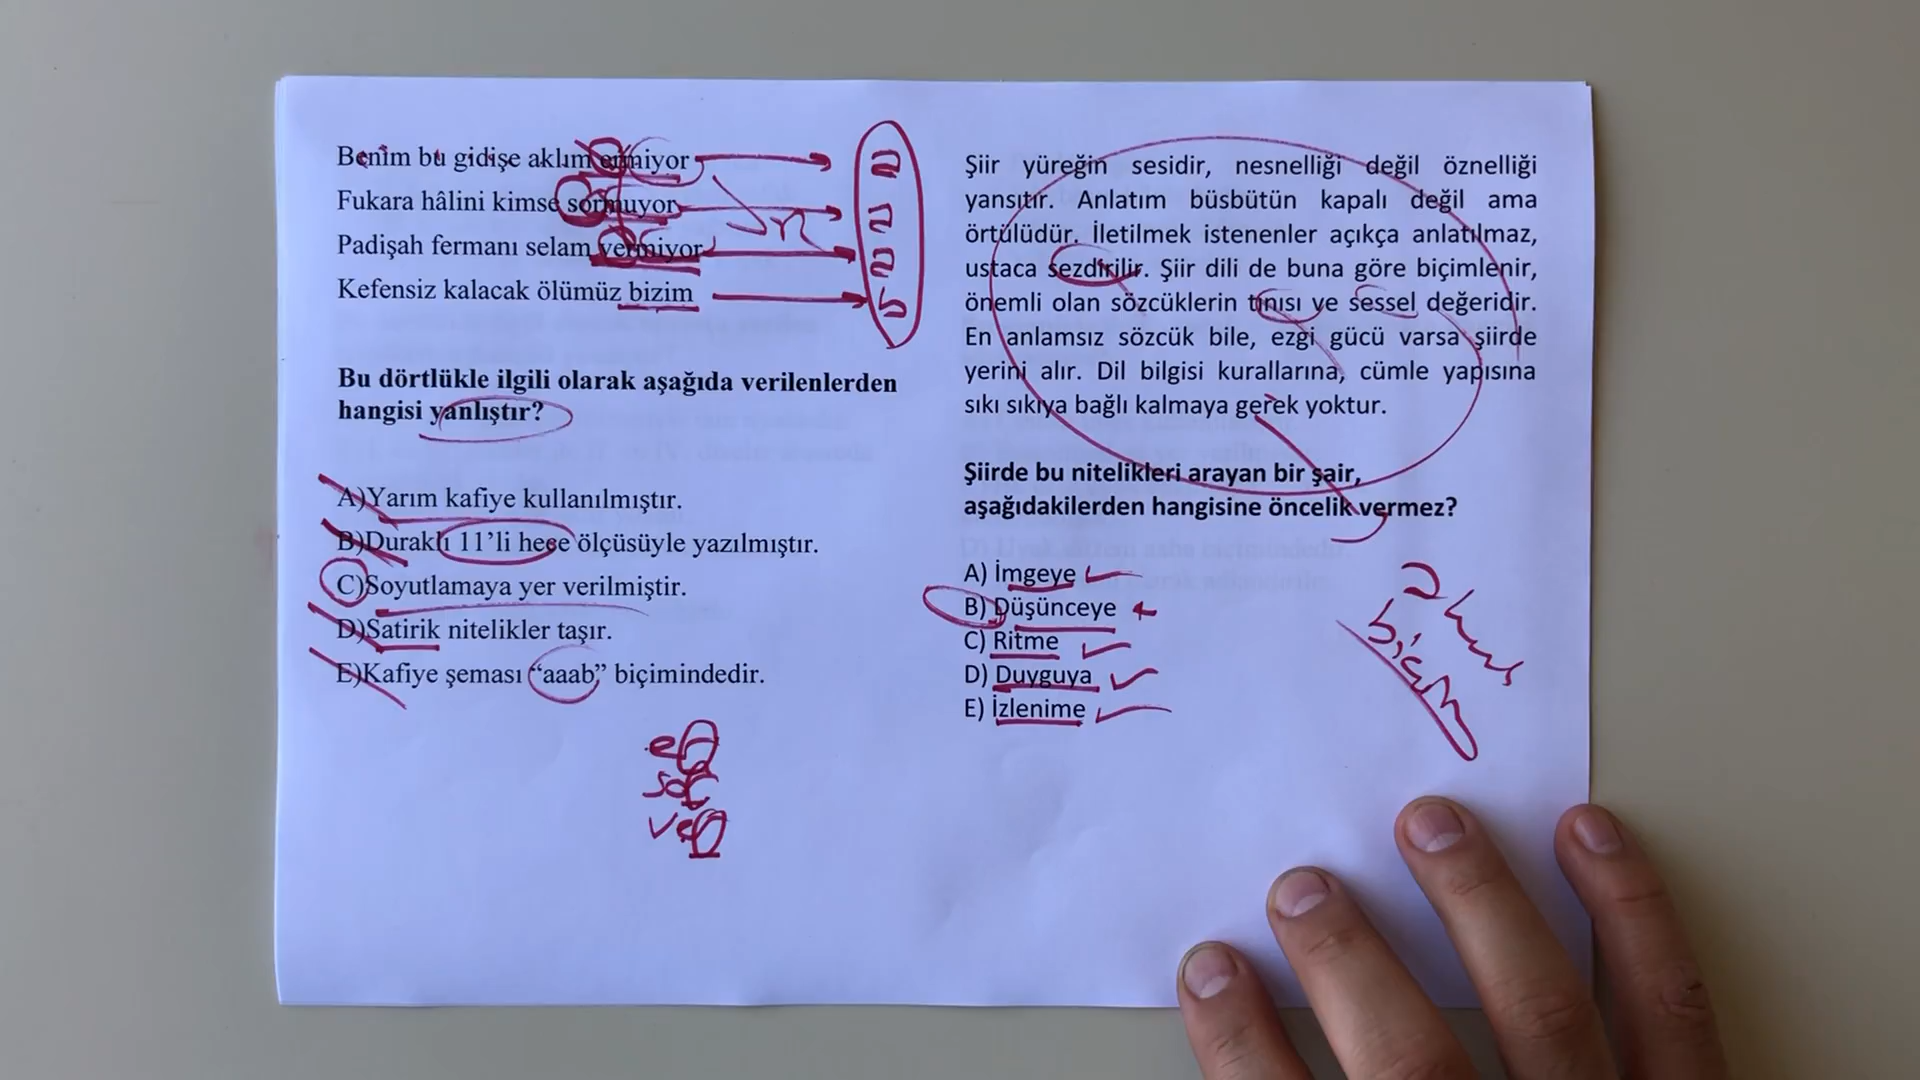 Benim bu gidişe aklım ermiyor
Fukara hâlini kimse sormuyor
Padişah fermanı selam vermiyor
Kefensiz kalacak ölümüz bizim
a
a
a
b
Bu dörtlükle ilgili olarak aşağıda verilenlerden
hangisi yanlıştır?
A)Yarım kafiye kullanılmıştır.
B)Duraklı 11’li hece ölçüsüyle yazılmıştır.
C)Soyutlamaya yer verilmiştir.
D)Satirik nitelikler taşır.
E)Kafiye şeması “aaab” biçimindedir.
er
sor
ver
Şiir yüreğin sesidir, nesnelliği değil öznelliği
yansıtır. Anlatım büsbütün kapalı değil ama
örtülüdür. İletilmek istenenler açıkça anlatılmaz,
ustaca sezdirilir. Şiir dili de buna göre biçimlenir,
önemli olan sözcüklerin tınısı ve sessel değeridir.
En anlamsız sözcük bile, ezgi gücü varsa şiirde
yerini alır. Dil bilgisi kurallarına, cümle yapısına
sıkı sıkıya bağlı kalmaya gerek yoktur.
Şiirde bu nitelikleri arayan bir şair,
aşağıdakilerden hangisine öncelik vermez?
A) İmgeye
B) Düşünceye
C) Ritme
D) Duyguya
E) İzlenime